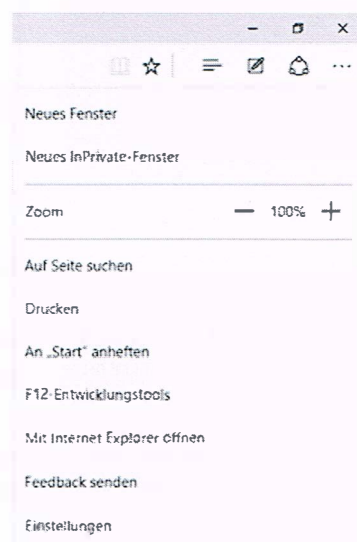 Neues Fenster
Neues InPrivate-Fenster
Zoom — 100% +
Auf Seite suchen
Drucken
An „Start“ anheften
F12-Entwicklungstools
Mit Internet Explorer öffnen
Feedback senden
Einstellungen